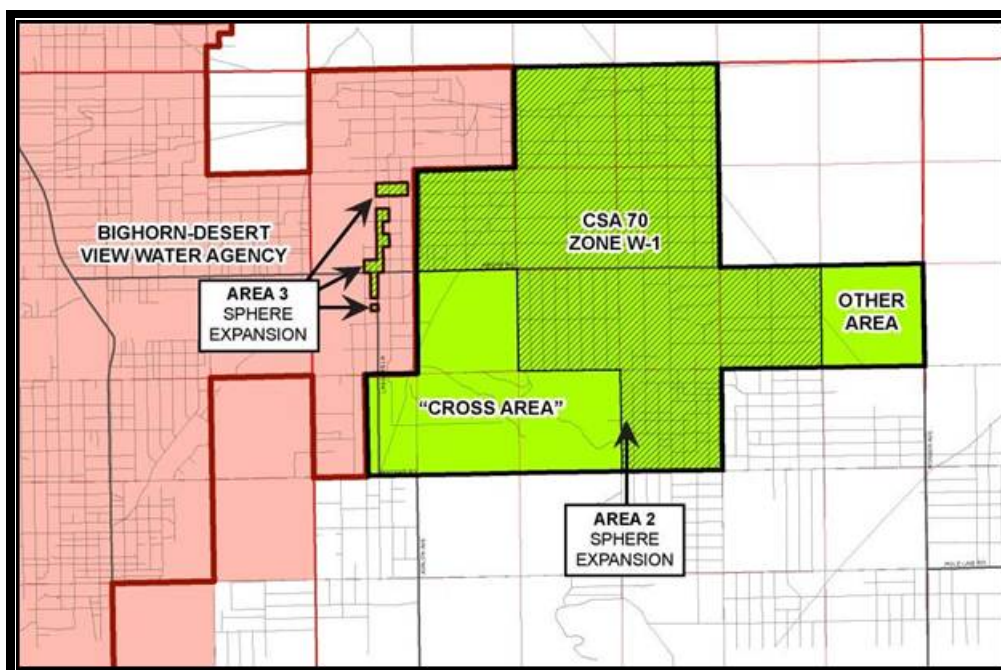 BIGHORN-DESERT
VIEW WATER AGENCY
CSA 70
ZONE W-1
AREA 3
SPHERE
EXPANSION
OTHER
AREA
“CROSS AREA”
AREA 2
SPHERE
EXPANSION